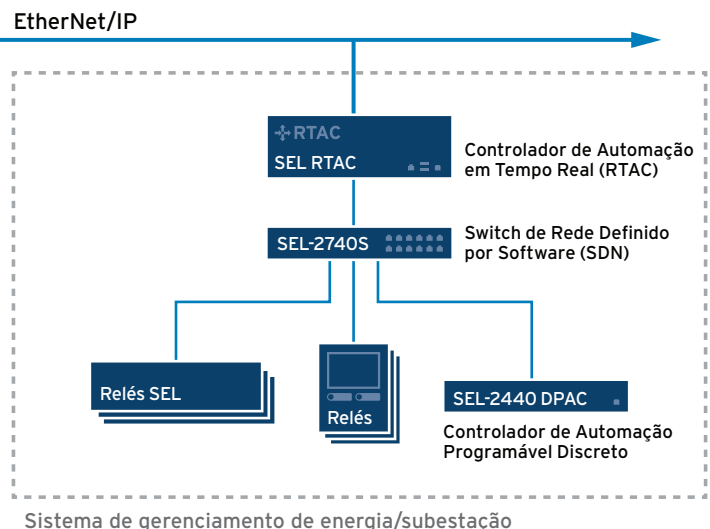 EtherNet/IP
RTAC
SEL RTAC
Controlador de Automação
em Tempo Real (RTAC)
SEL-2740S
Switch de Rede Definido
por Software (SDN)
Relés SEL
Relés
SEL-2440 DPAC
Controlador de Automação
Programável Discreto
Sistema de gerenciamento de energia/subestação